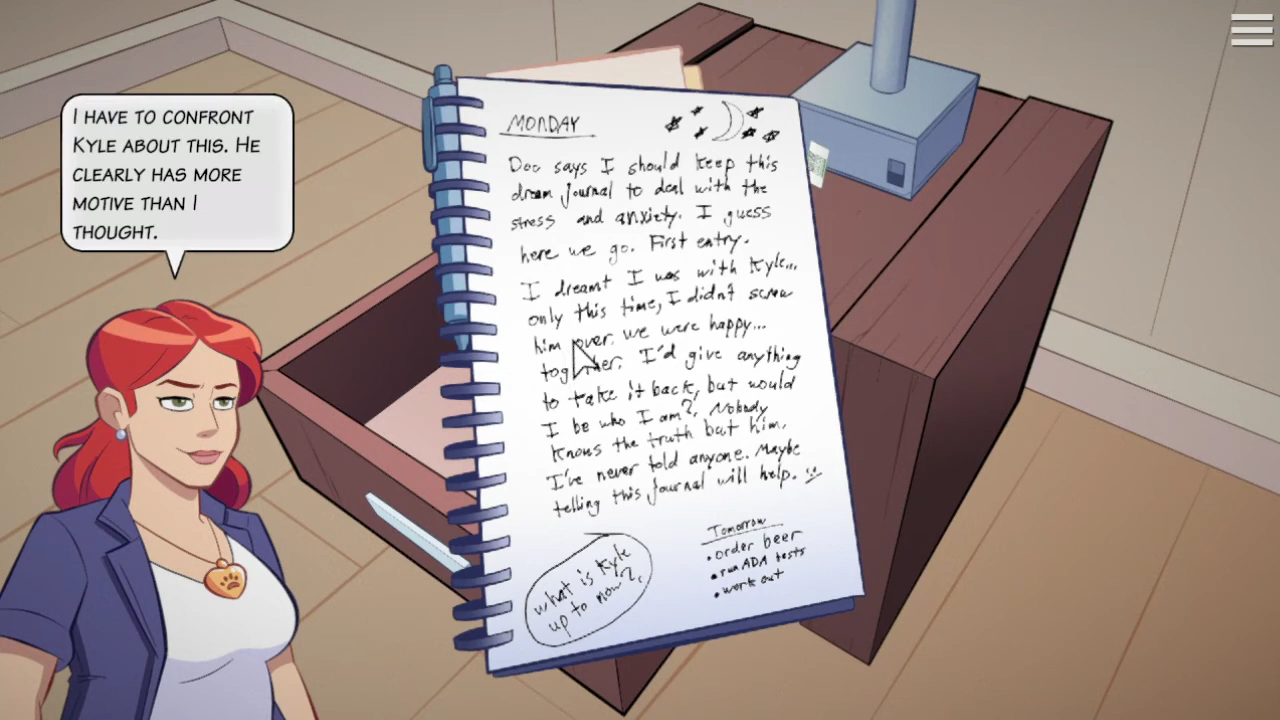 I HAVE TO CONFRONT
KYLE ABOUT THIS. HE
CLEARLY HAS MORE
MOTIVE THAN I
THOUGHT.
MONDAY
Doc says I should keep this
dream journal to deal with the
stress and anxiety. I guess
here we go. First entry.
I dreamt I was with Kyle...
only this time, I didn't screw
him over. we were happy...
together. I'd give anything
to take it back, but would
I be who I am?. Nobody
knows the truth but him.
I've never told anyone. Maybe
telling this journal will help.
what is Kyle
up to now?.
Tomorrow
• order beer
• run ADA tests
• work out